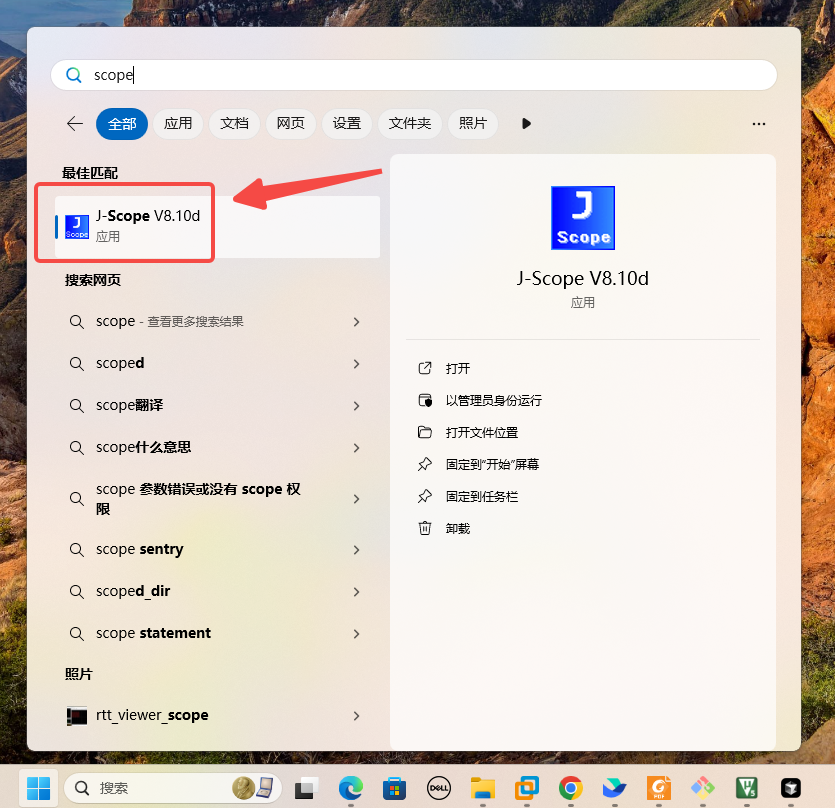 scope
全部
应用
文档
网页
设置
文件夹
照片
最佳匹配
J-Scope V8.10d
应用
搜索网页
scope - 查看更多搜索结果
scoped
scope翻译
scope什么意思
scope 参数错误或没有 scope 权
限
scope sentry
scoped_dir
scope statement
照片
rtt_viewer_scope
J
Scope
J-Scope V8.10d
应用
打开
以管理员身份运行
打开文件位置
固定到"开始"屏幕
固定到任务栏
卸载
搜索
DELL
PDF